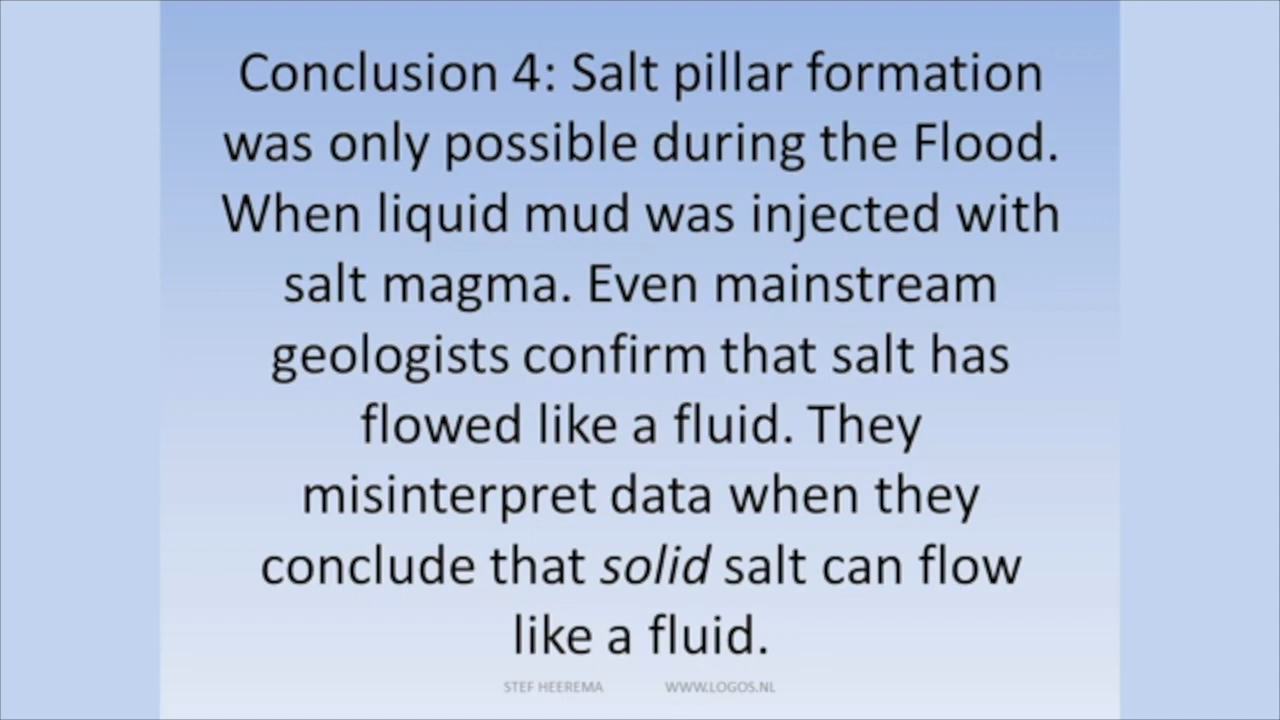 Conclusion 4: Salt pillar formation
was only possible during the Flood.
When liquid mud was injected with
salt magma. Even mainstream
geologists confirm that salt has
flowed like a fluid. They
misinterpret data when they
conclude that solid salt can flow
like a fluid.
STEF HEEREMA WWW.LOGOS.NL